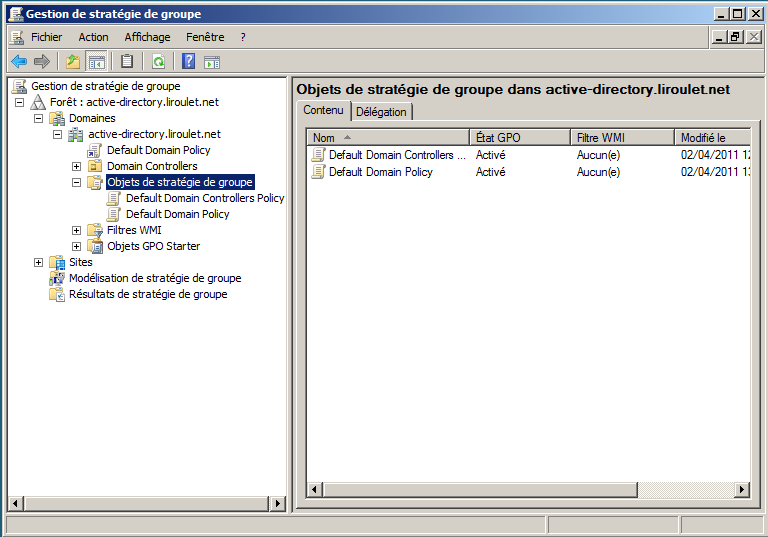 Gestion de stratégie de groupe
Fichier Action Affichage Fenêtre ?
Gestion de stratégie de groupe
Forêt : active-directory.liroulet.net
Domaines
active-directory.liroulet.net
Default Domain Policy
Domain Controllers
Objets de stratégie de groupe
Default Domain Controllers Policy
Default Domain Policy
Filtres WMI
Objets GPO Starter
Sites
Modélisation de stratégie de groupe
Résultats de stratégie de groupe
Objets de stratégie de groupe dans active-directory.liroulet.net
Contenu Délégation
Nom État GPO Filtre WMI Modifié le
Default Domain Controllers ... Activé Aucun(e) 02/04/2011 12
Default Domain Policy Activé Aucun(e) 02/04/2011 13